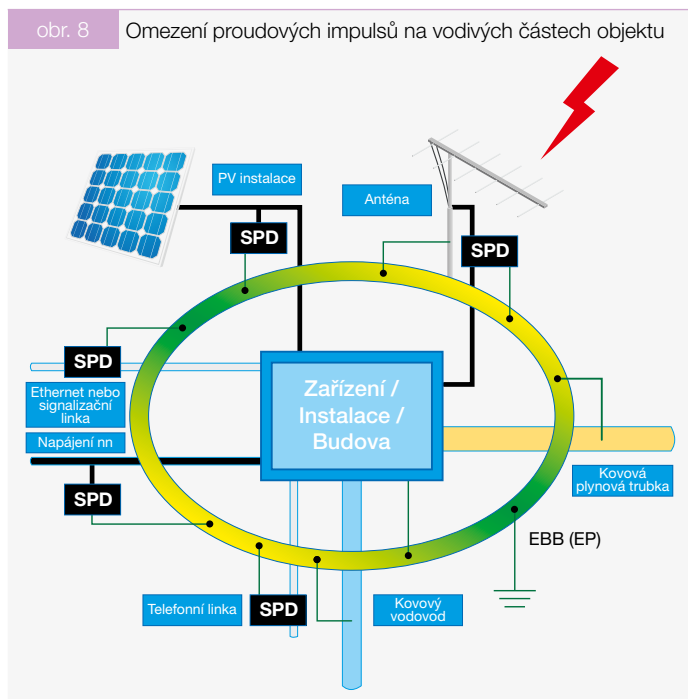 obr. 8 Omezení proudových impulsů na vodivých částech objektu
PV instalace
Anténa
SPD
SPD
SPD
Ethernet nebo
signalizační
linka
Zařízení /
Instalace /
Budova
Napájení nn
SPD
Kovová
plynová trubka
EBB (EP)
Telefonní linka
SPD
Kovový
vodovod